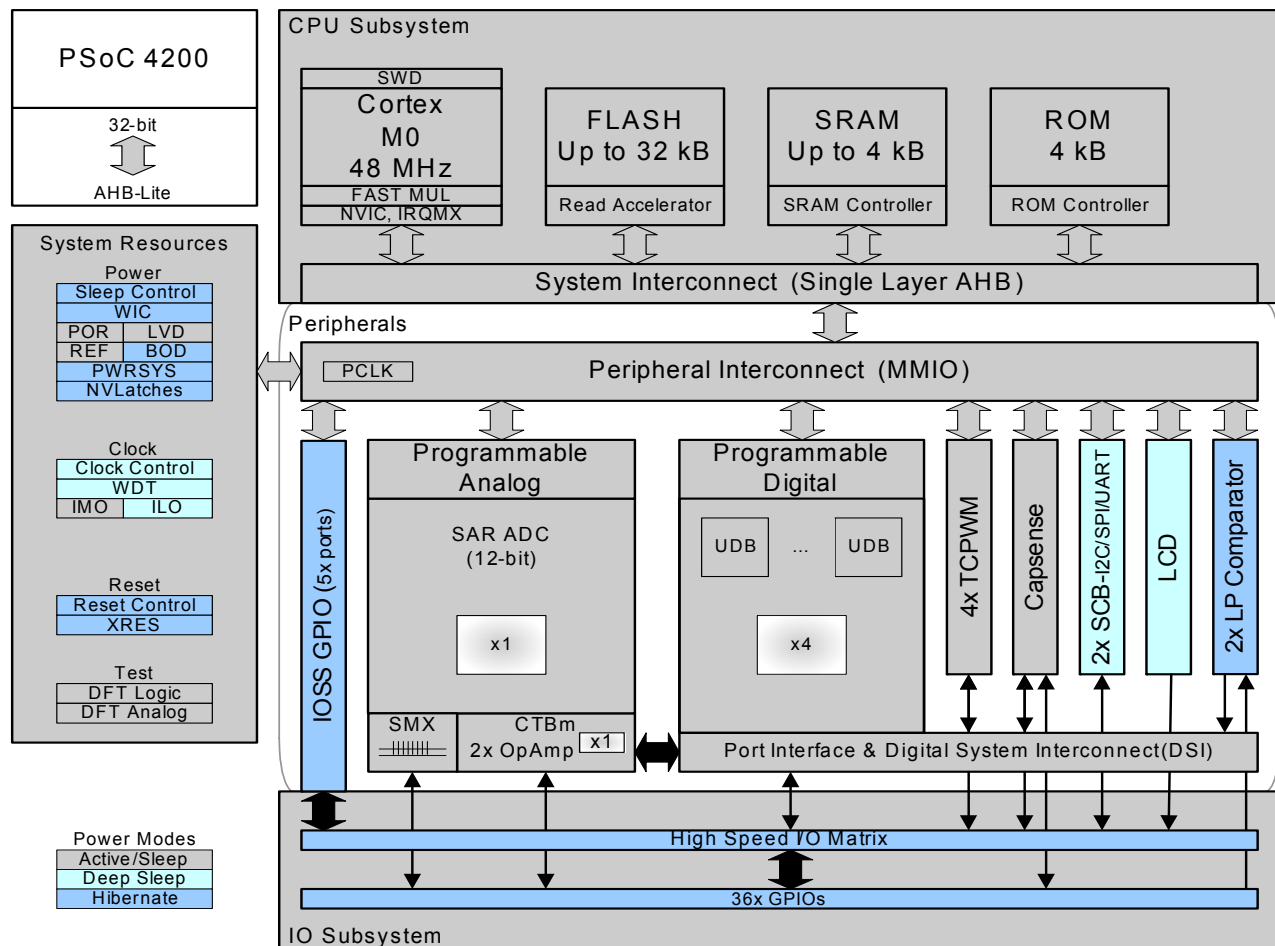 PSoC 4200
32-bit
AHB-Lite
CPU Subsystem
SWD
Cortex
M0
48 MHz
FAST MUL
NVIC, IRQMX
FLASH
Up to 32 kB
Read Accelerator
SRAM
Up to 4 kB
SRAM Controller
ROM
4 kB
ROM Controller
System Interconnect (Single Layer AHB)
System Resources
Power
Sleep Control
WIC
POR LVD
REF BOD
PWRSYS
NVLatches
Clock
Clock Control
WDT
IMO ILO
Reset
Reset Control
XRES
Test
DFT Logic
DFT Analog
Peripherals
PCLK
Peripheral Interconnect (MMIO)
IOSS GPIO (5x ports)
Programmable
Analog
SAR ADC
(12-bit)
x1
SMX
CTBm
2x OpAmp
x1
Programmable
Digital
UDB ... UDB
x4
4x TCPWM
Capsense
2x SCB-I2C/SPI/UART
LCD
2x LP Comparator
Port Interface & Digital System Interconnect(DSI)
High Speed I/O Matrix
36x GPIOs
IO Subsystem
Power Modes
Active/Sleep
Deep Sleep
Hibernate